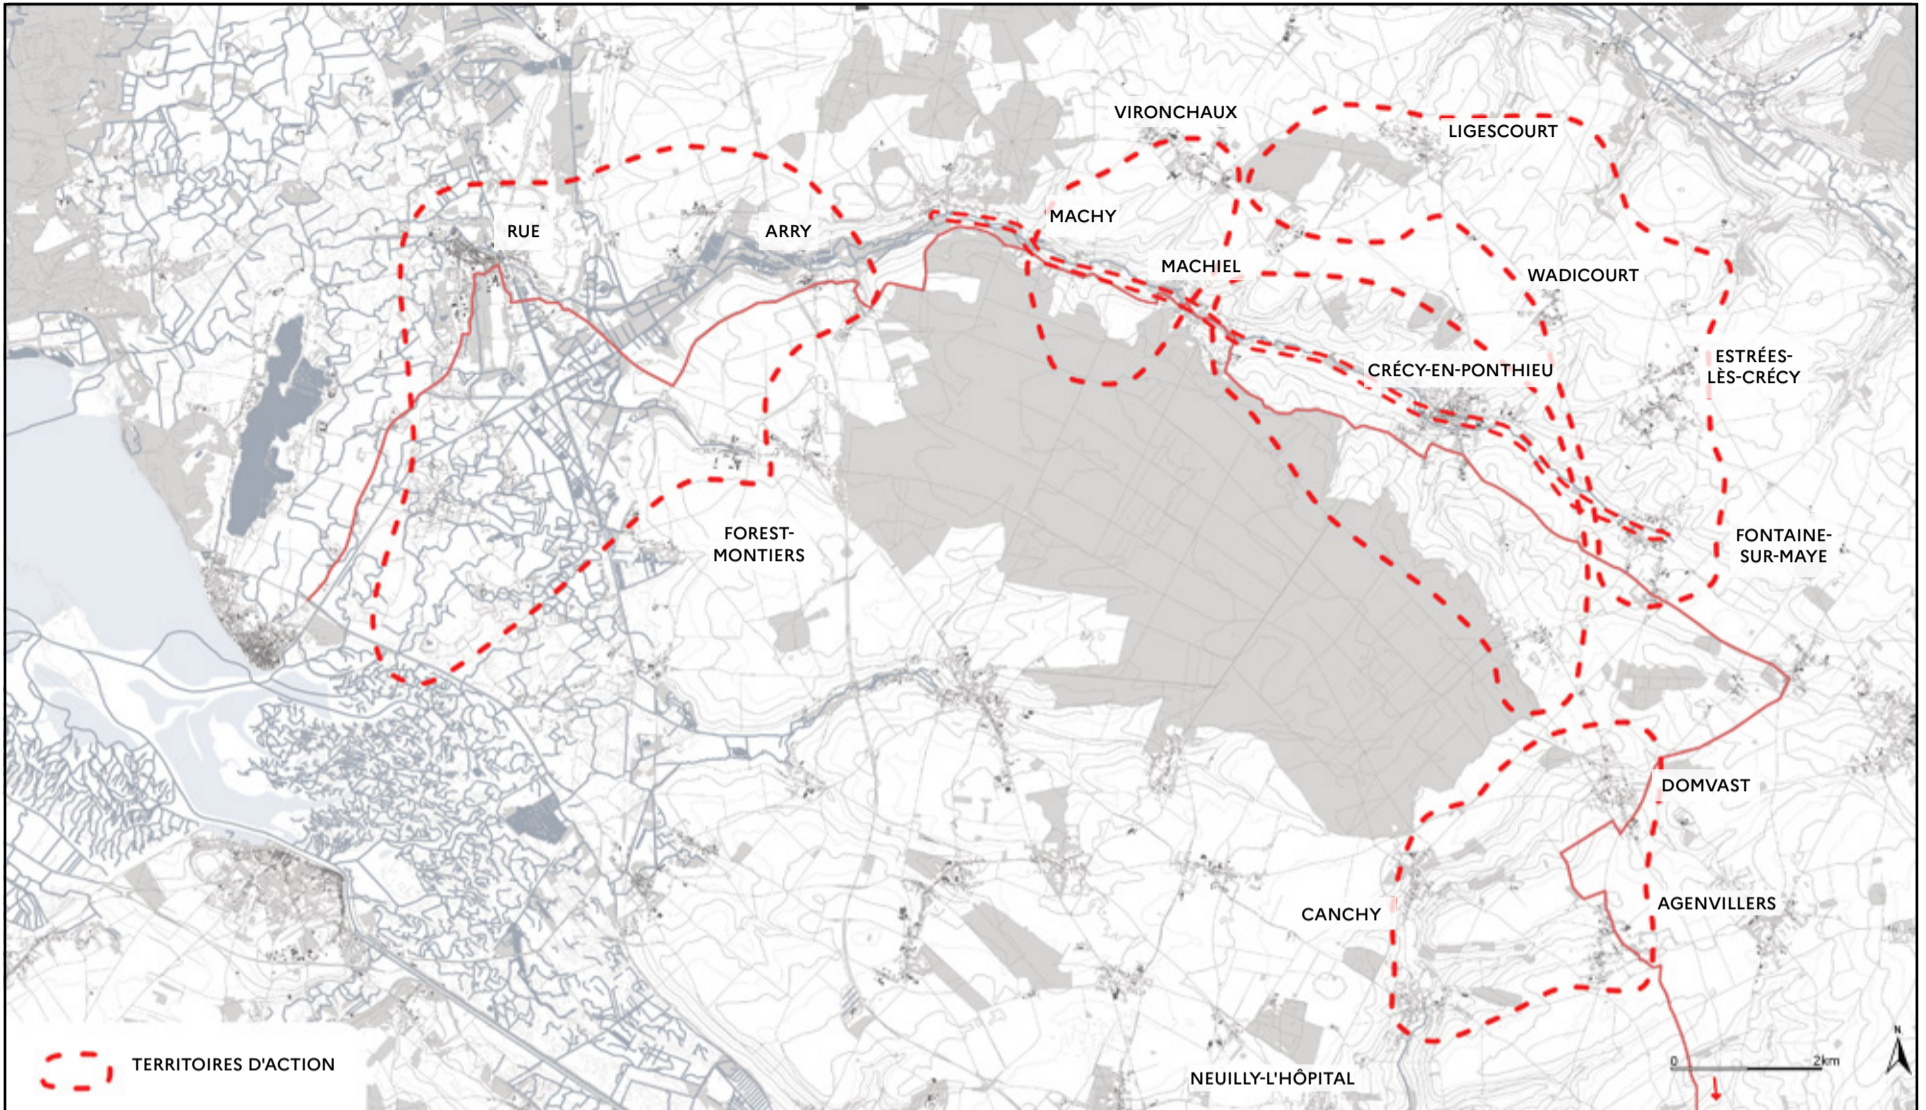 VIRONCHAUX
LIGESCOURT
RUE
ARRY
MACHY
MACHIEL
WADICOURT
CRÉCY-EN-PONTHIEU
ESTRÉES-
LÈS-CRÉCY
FOREST-
MONTIERS
FONTAINE-
SUR-MAYE
DOMVAST
CANCHY
AGENVILLERS
NEUILLY-L'HÔPITAL
TERRITOIRES D'ACTION
0 2km
N